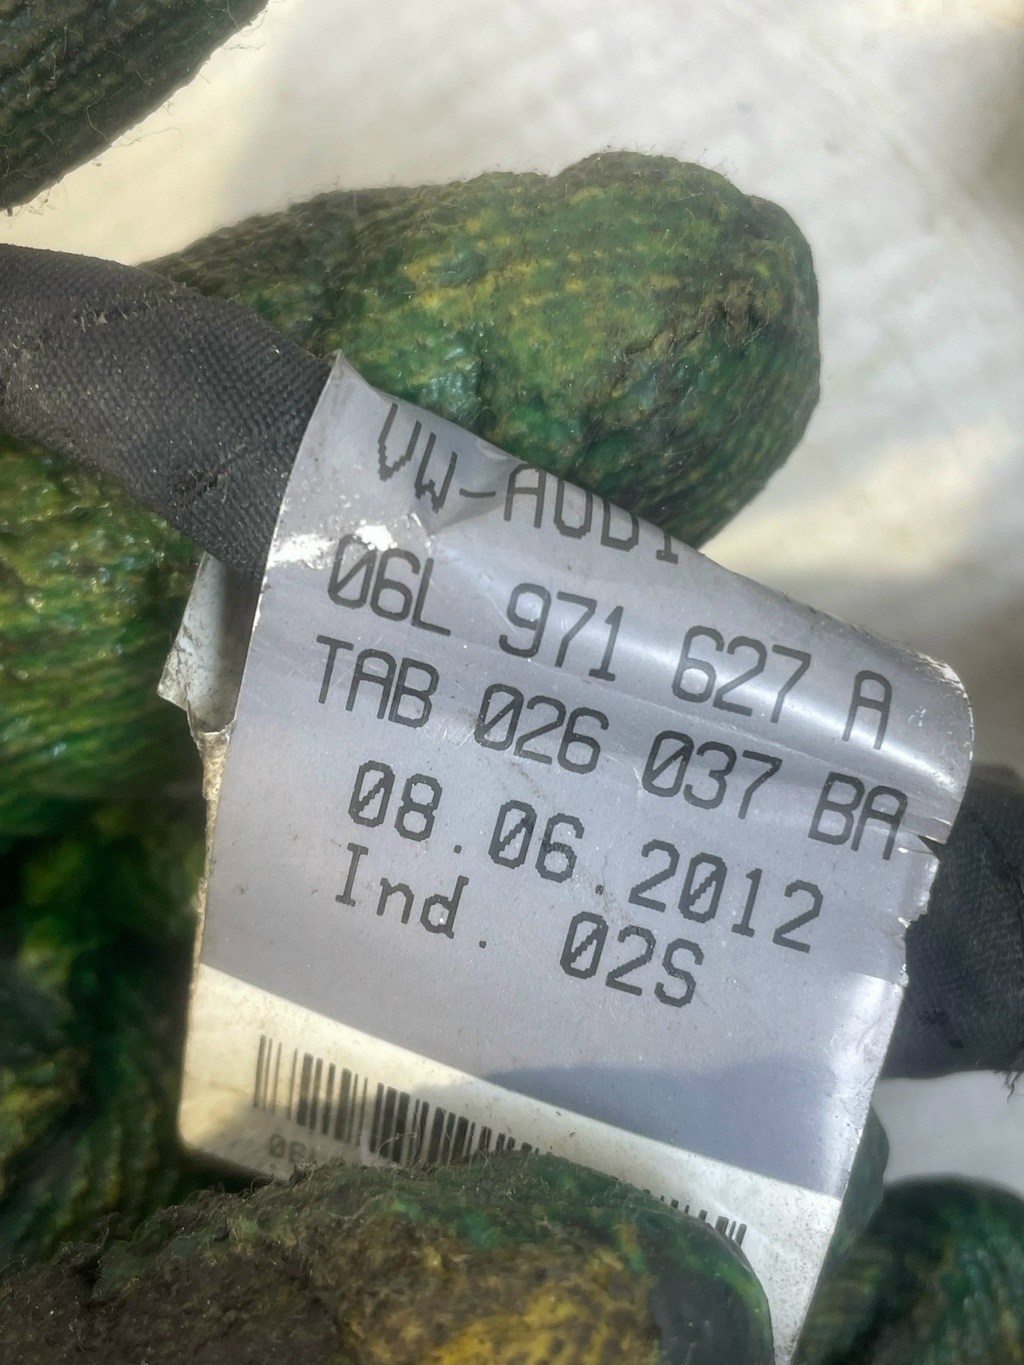 VW-AUDI
06L 971 627 A
TAB 026 037 BA
08.06.2012
Ind. 02S